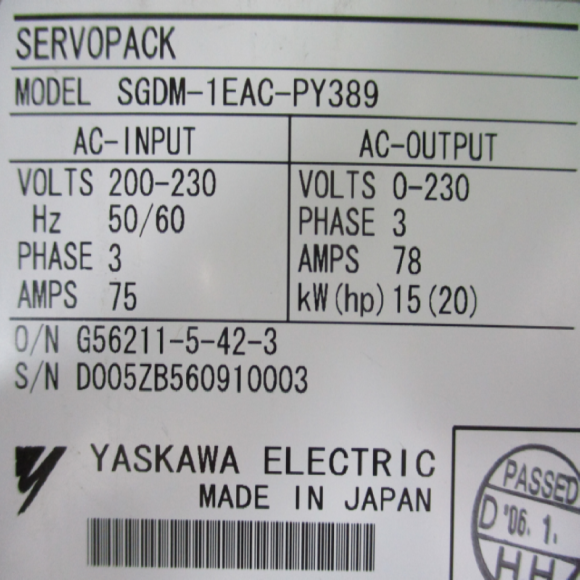 SERVOPACK
MODEL SGDM-1EAC-PY389
AC-INPUT
VOLTS 200-230
Hz 50/60
PHASE 3
AMPS 75
AC-OUTPUT
VOLTS 0-230
PHASE 3
AMPS 78
kW(hp) 15(20)
O/N G56211-5-42-3
S/N D005ZB560910003
YASKAWA ELECTRIC
MADE IN JAPAN
PASSED
D '06. 1.